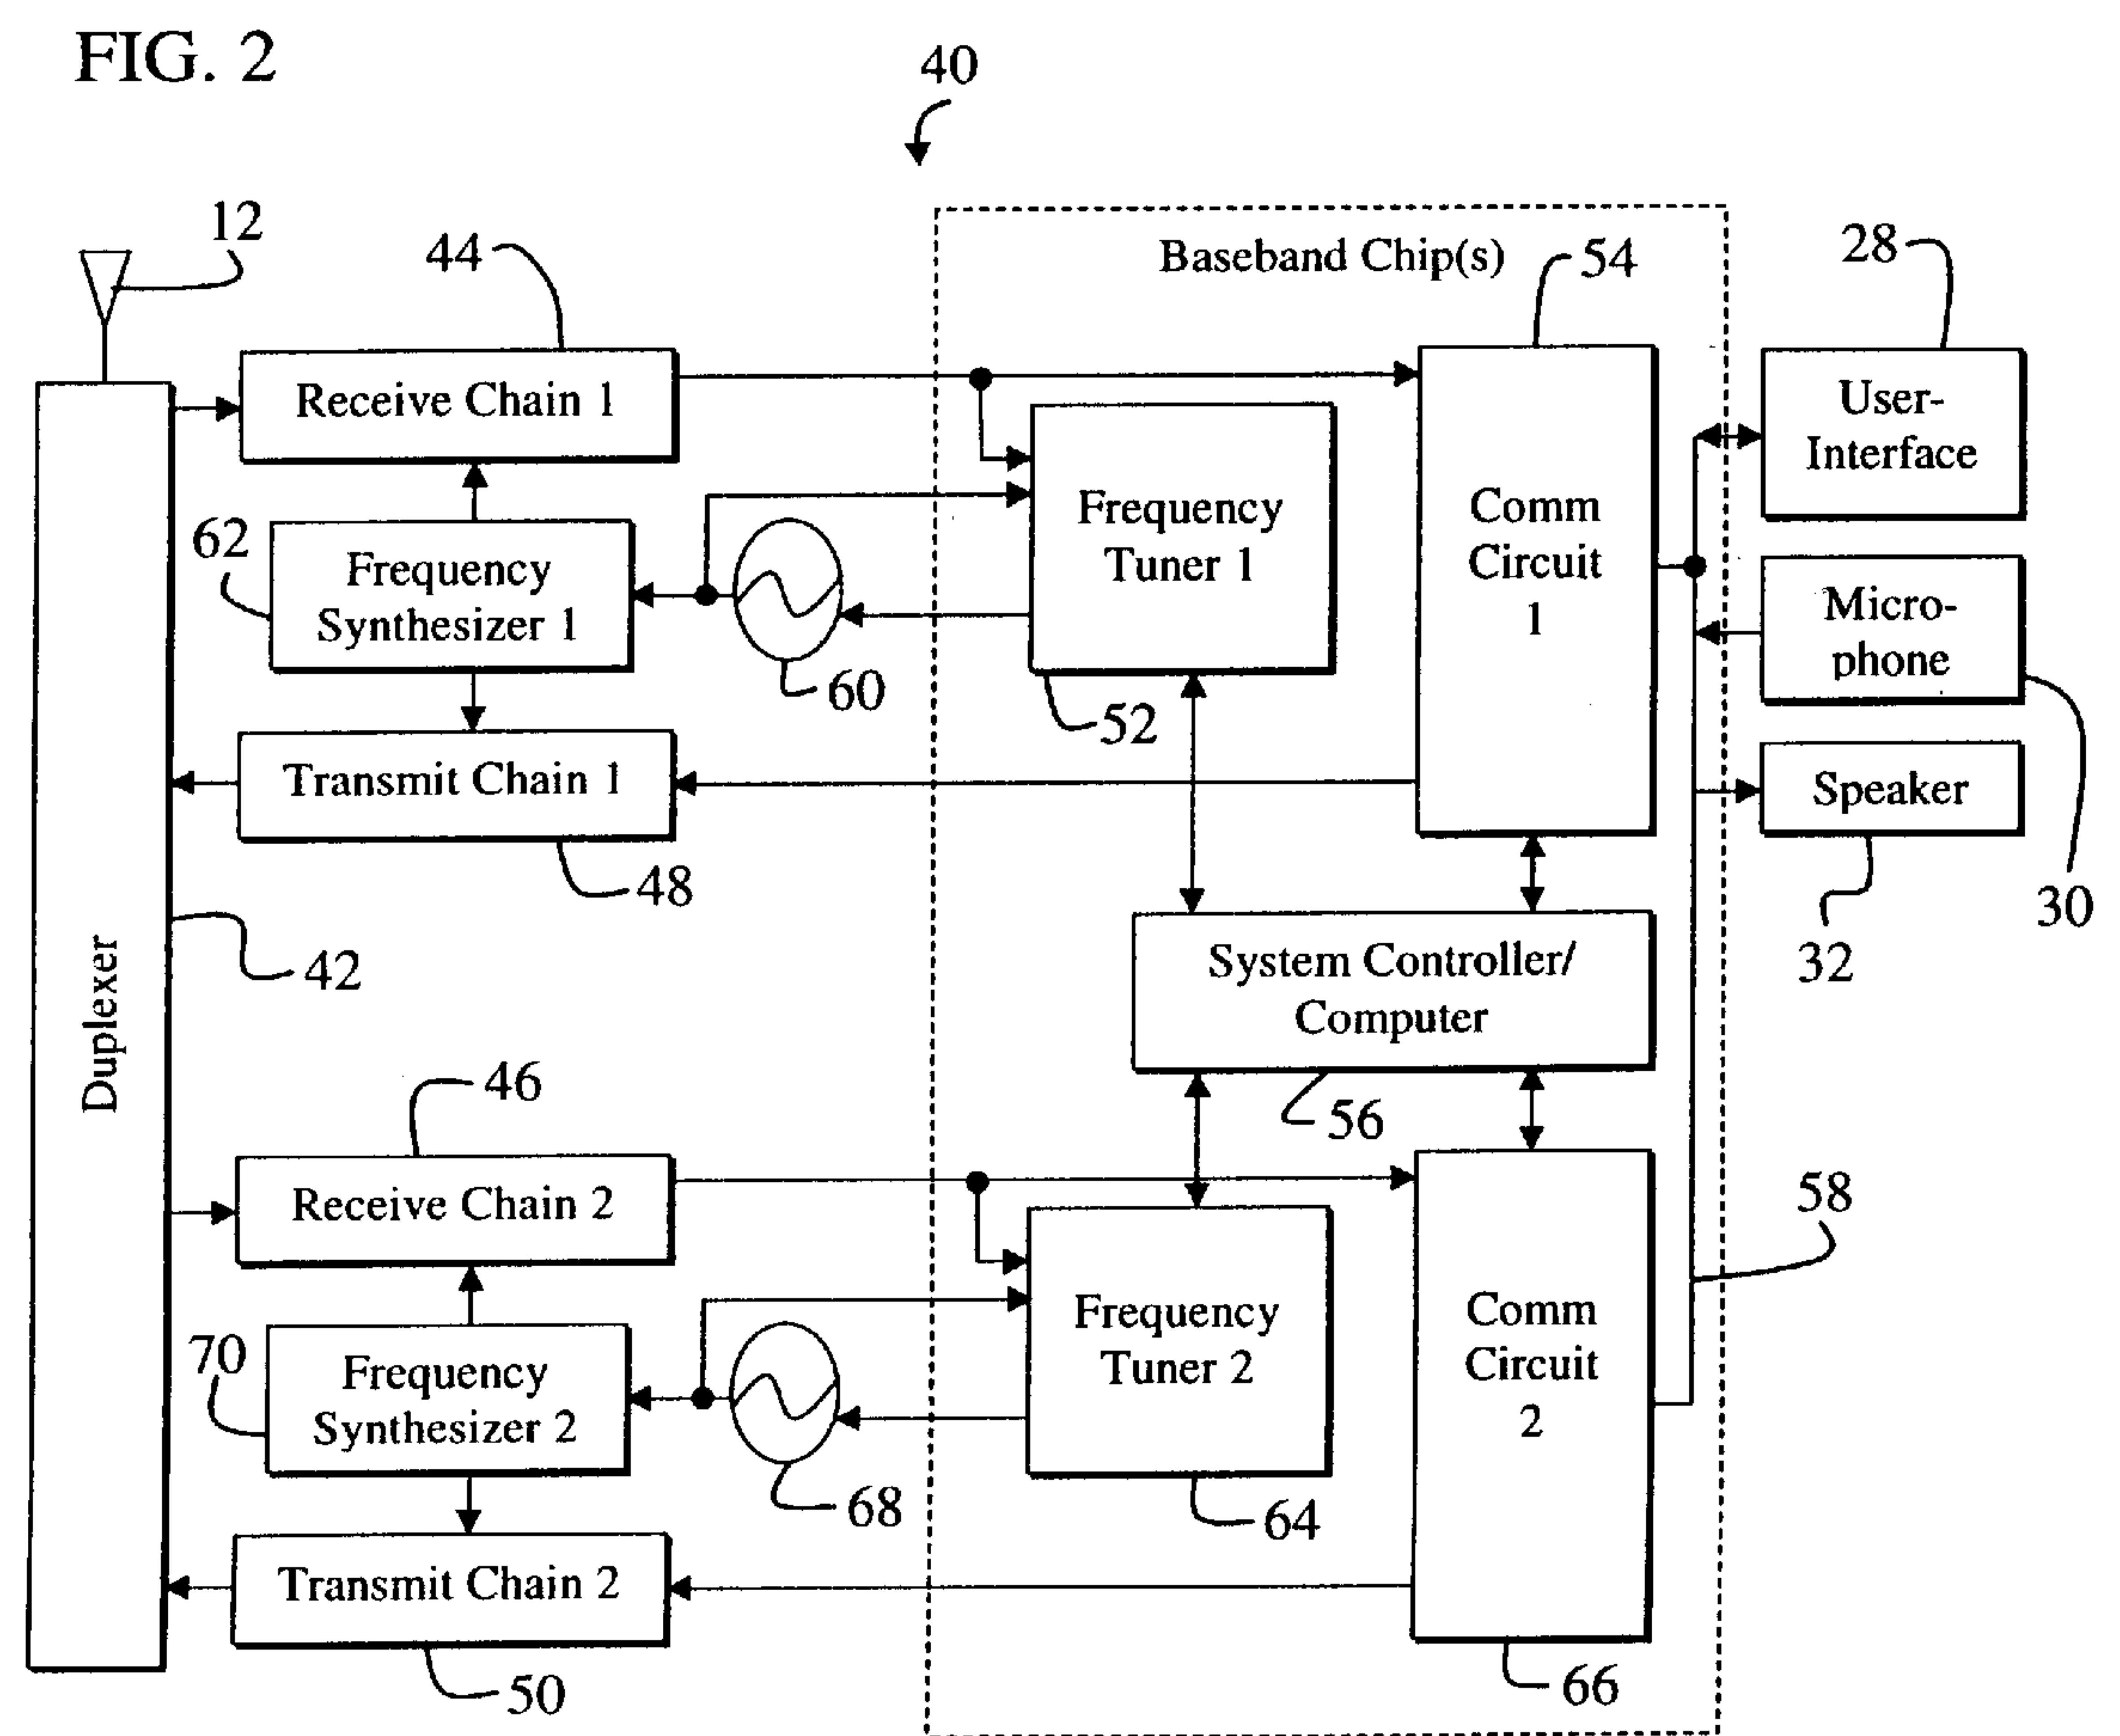 FIG. 2
40
12
44
Baseband Chip(s)
54
28
Receive Chain 1
User-
Interface
62
Frequency
Synthesizer 1
60
Frequency
Tuner 1
52
Comm
Circuit
1
Micro-
phone
30
Transmit Chain 1
48
Speaker
32
Duplexer
42
System Controller/
Computer
56
46
Receive Chain 2
58
70
Frequency
Synthesizer 2
68
Frequency
Tuner 2
64
Comm
Circuit
2
Transmit Chain 2
50
66